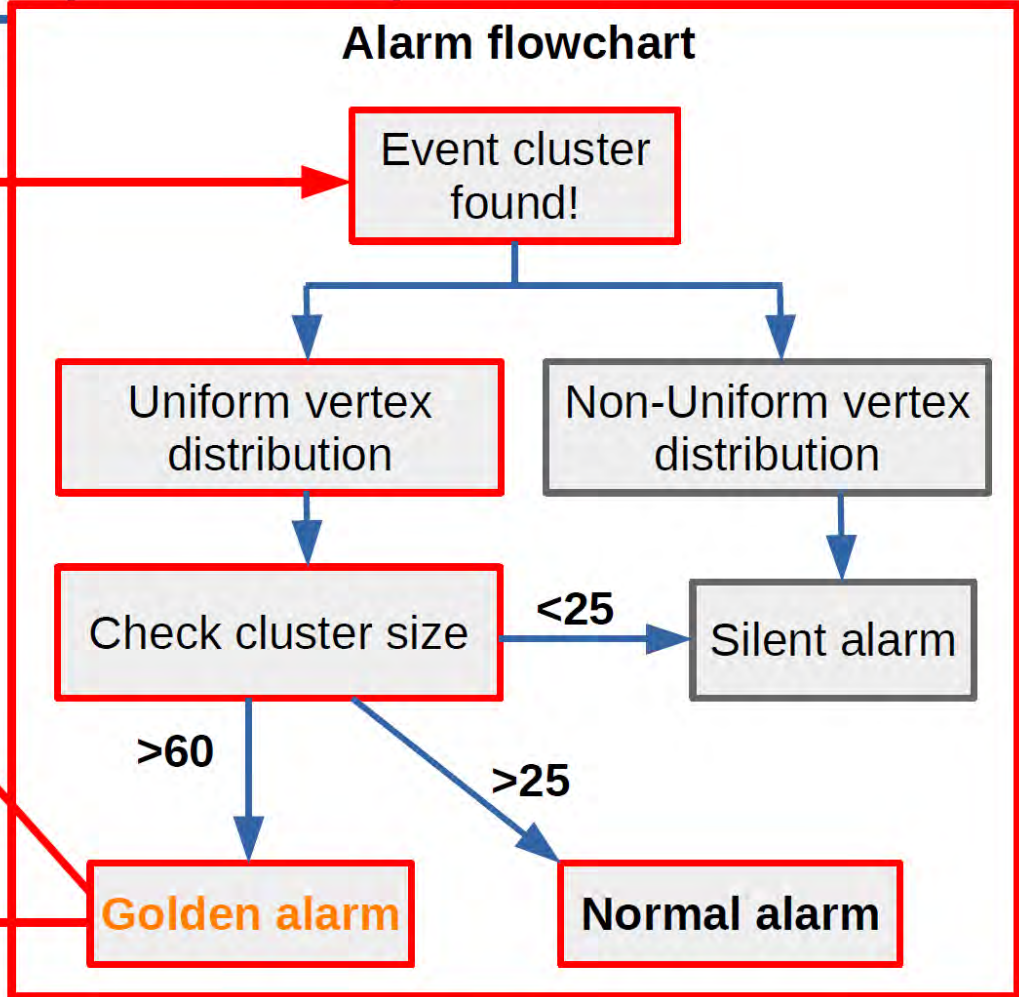 Alarm flowchart
Event cluster
found!
Uniform vertex
distribution
Non-Uniform vertex
distribution
Check cluster size
<25
Silent alarm
>60
>25
Golden alarm
Normal alarm